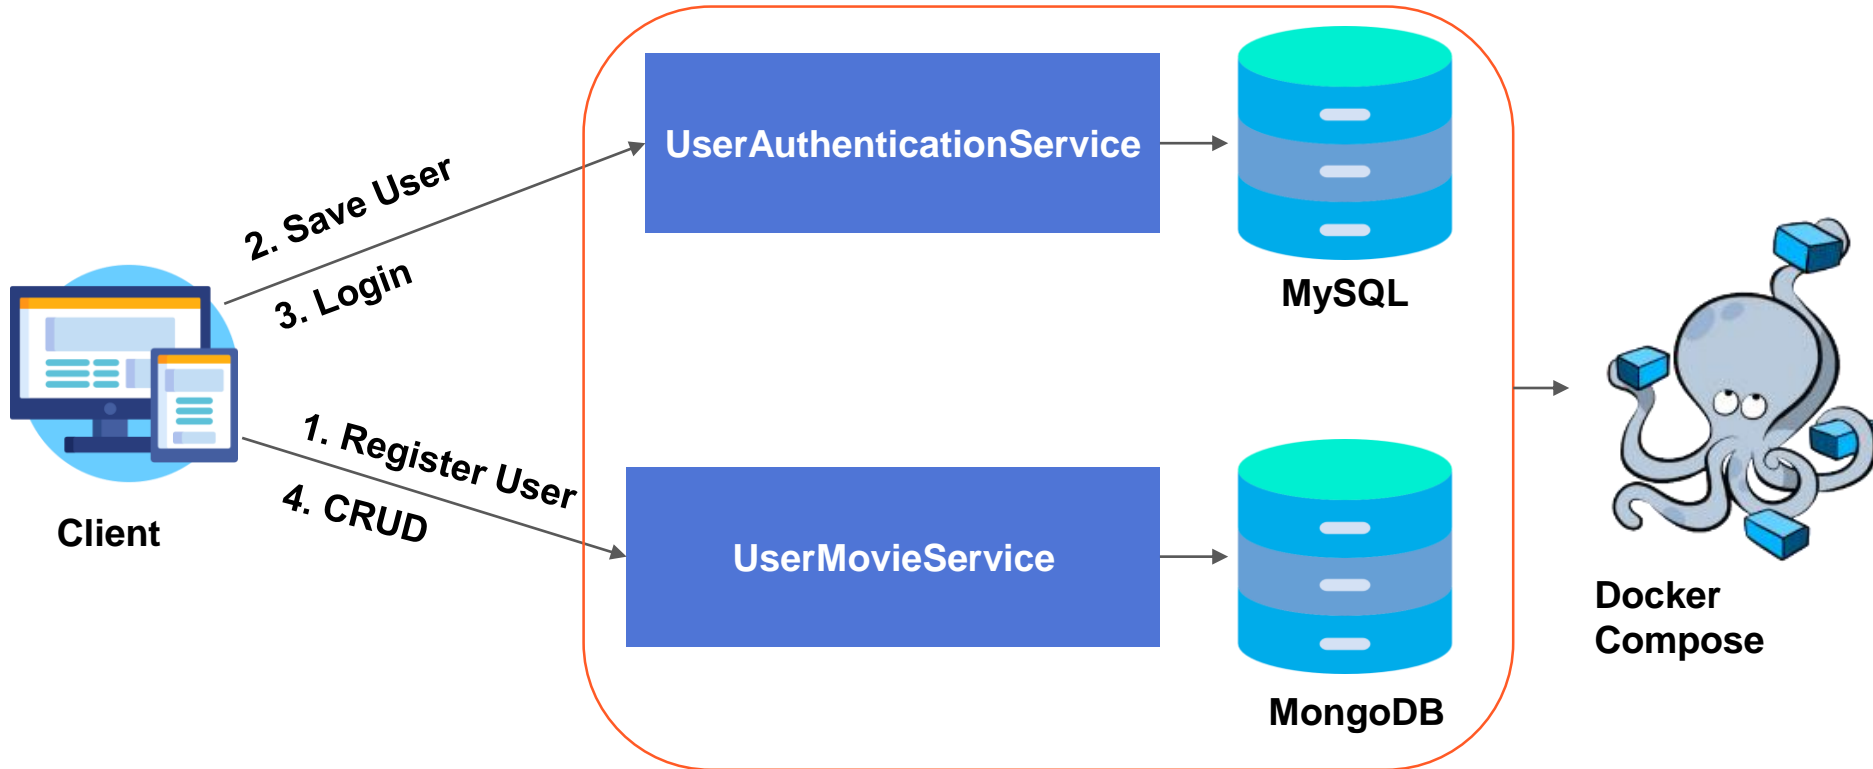 UserAuthenticationService
2. Save User
3. Login
MySQL
1. Register User
4. CRUD
Client
UserMovieService
Docker
Compose
MongoDB